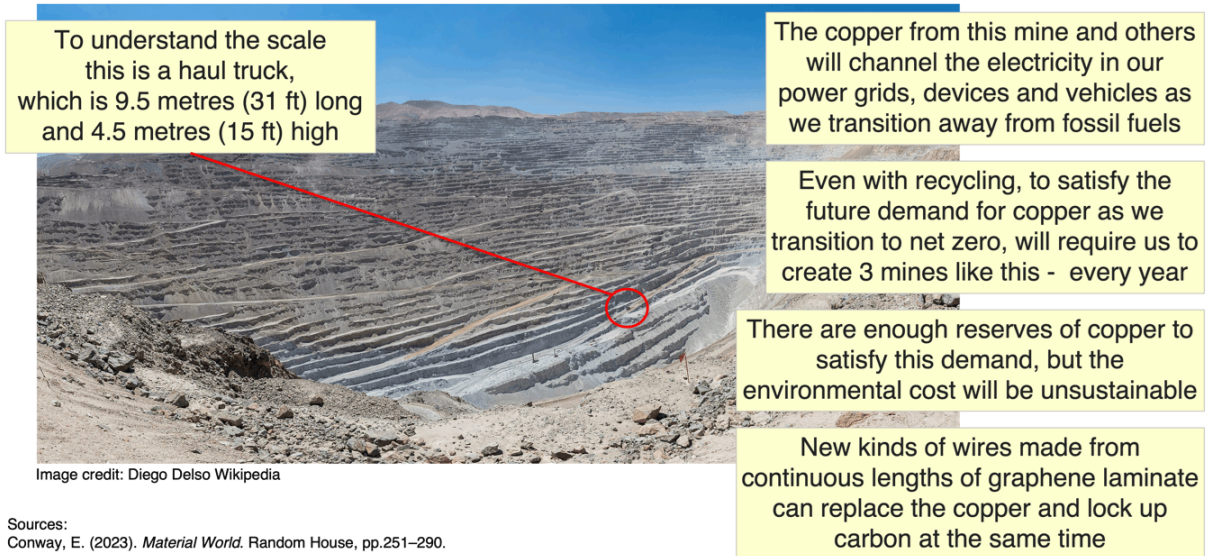 To understand the scale
this is a haul truck,
which is 9.5 metres (31 ft) long
and 4.5 metres (15 ft) high
The copper from this mine and others
will channel the electricity in our
power grids, devices and vehicles as
we transition away from fossil fuels
Even with recycling, to satisfy the
future demand for copper as we
transition to net zero, will require us to
create 3 mines like this - every year
There are enough reserves of copper to
satisfy this demand, but the
environmental cost will be unsustainable
New kinds of wires made from
continuous lengths of graphene laminate
can replace the copper and lock up
carbon at the same time
Image credit: Diego Delso Wikipedia
Sources:
Conway, E. (2023). Material World. Random House, pp.251–290.